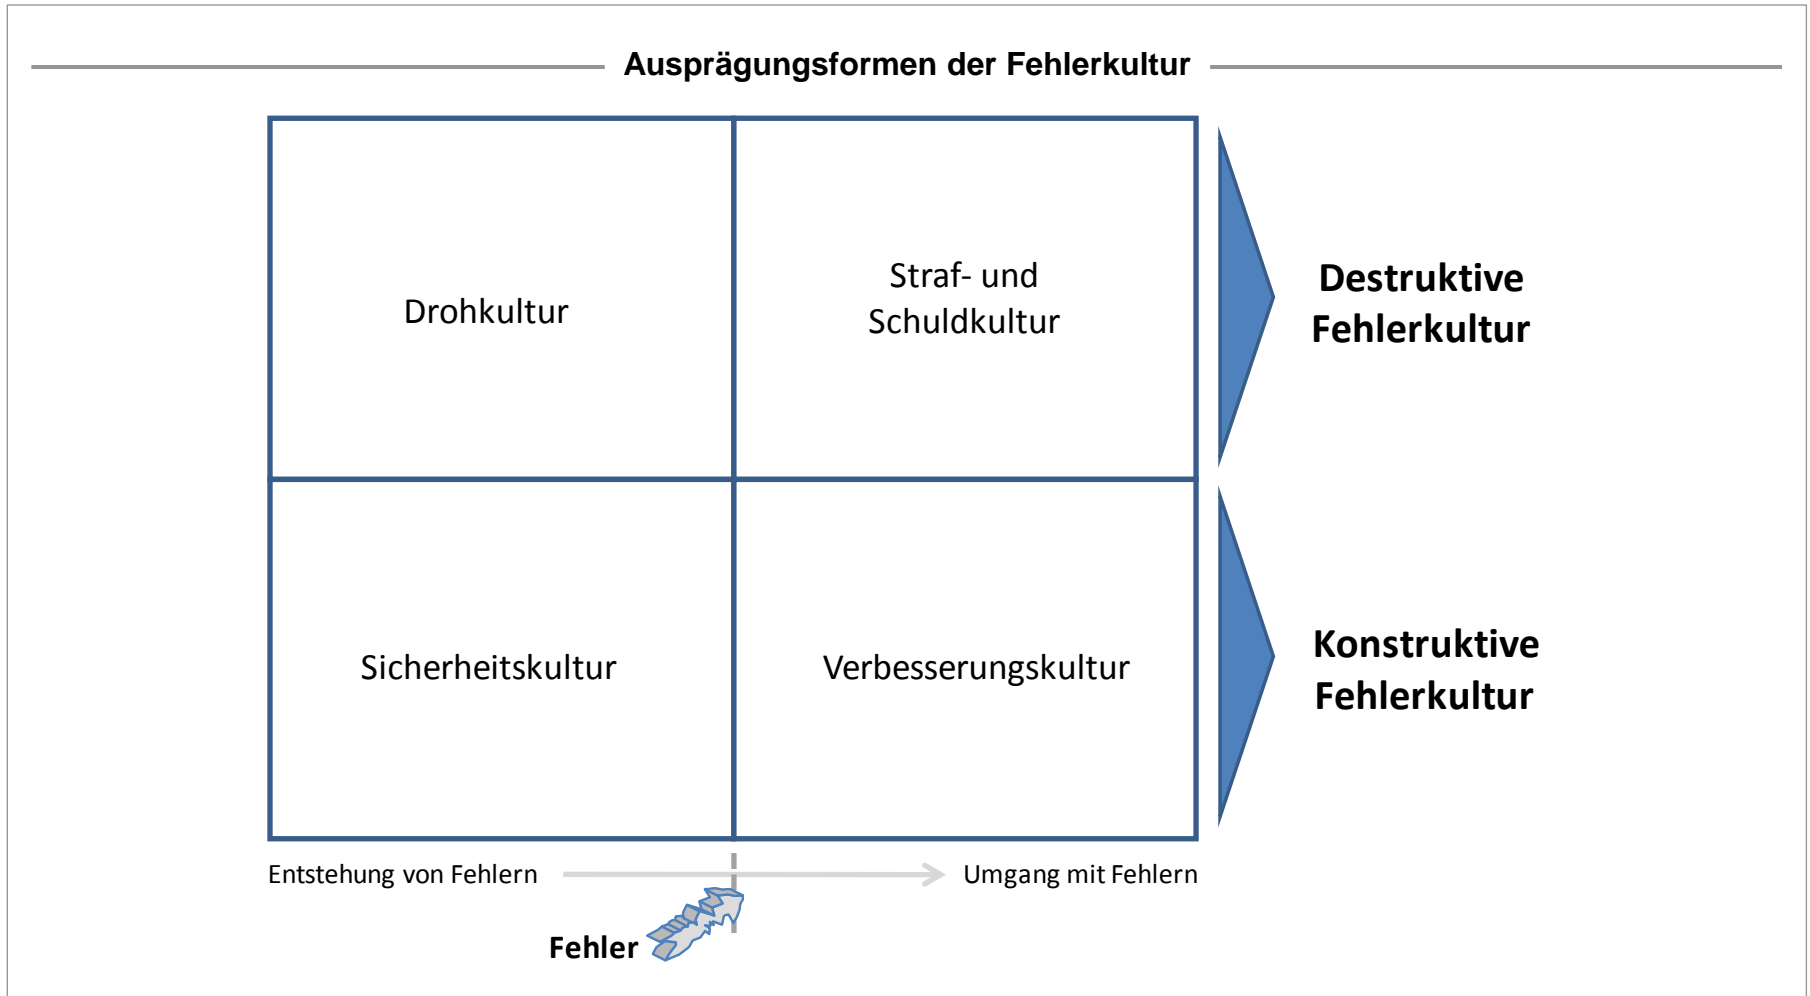 Ausprägungsformen der Fehlerkultur
Drohkultur
Straf- und
Schuldkultur
Destruktive
Fehlerkultur
Sicherheitskultur
Verbesserungskultur
Konstruktive
Fehlerkultur
Entstehung von Fehlern
Umgang mit Fehlern
Fehler